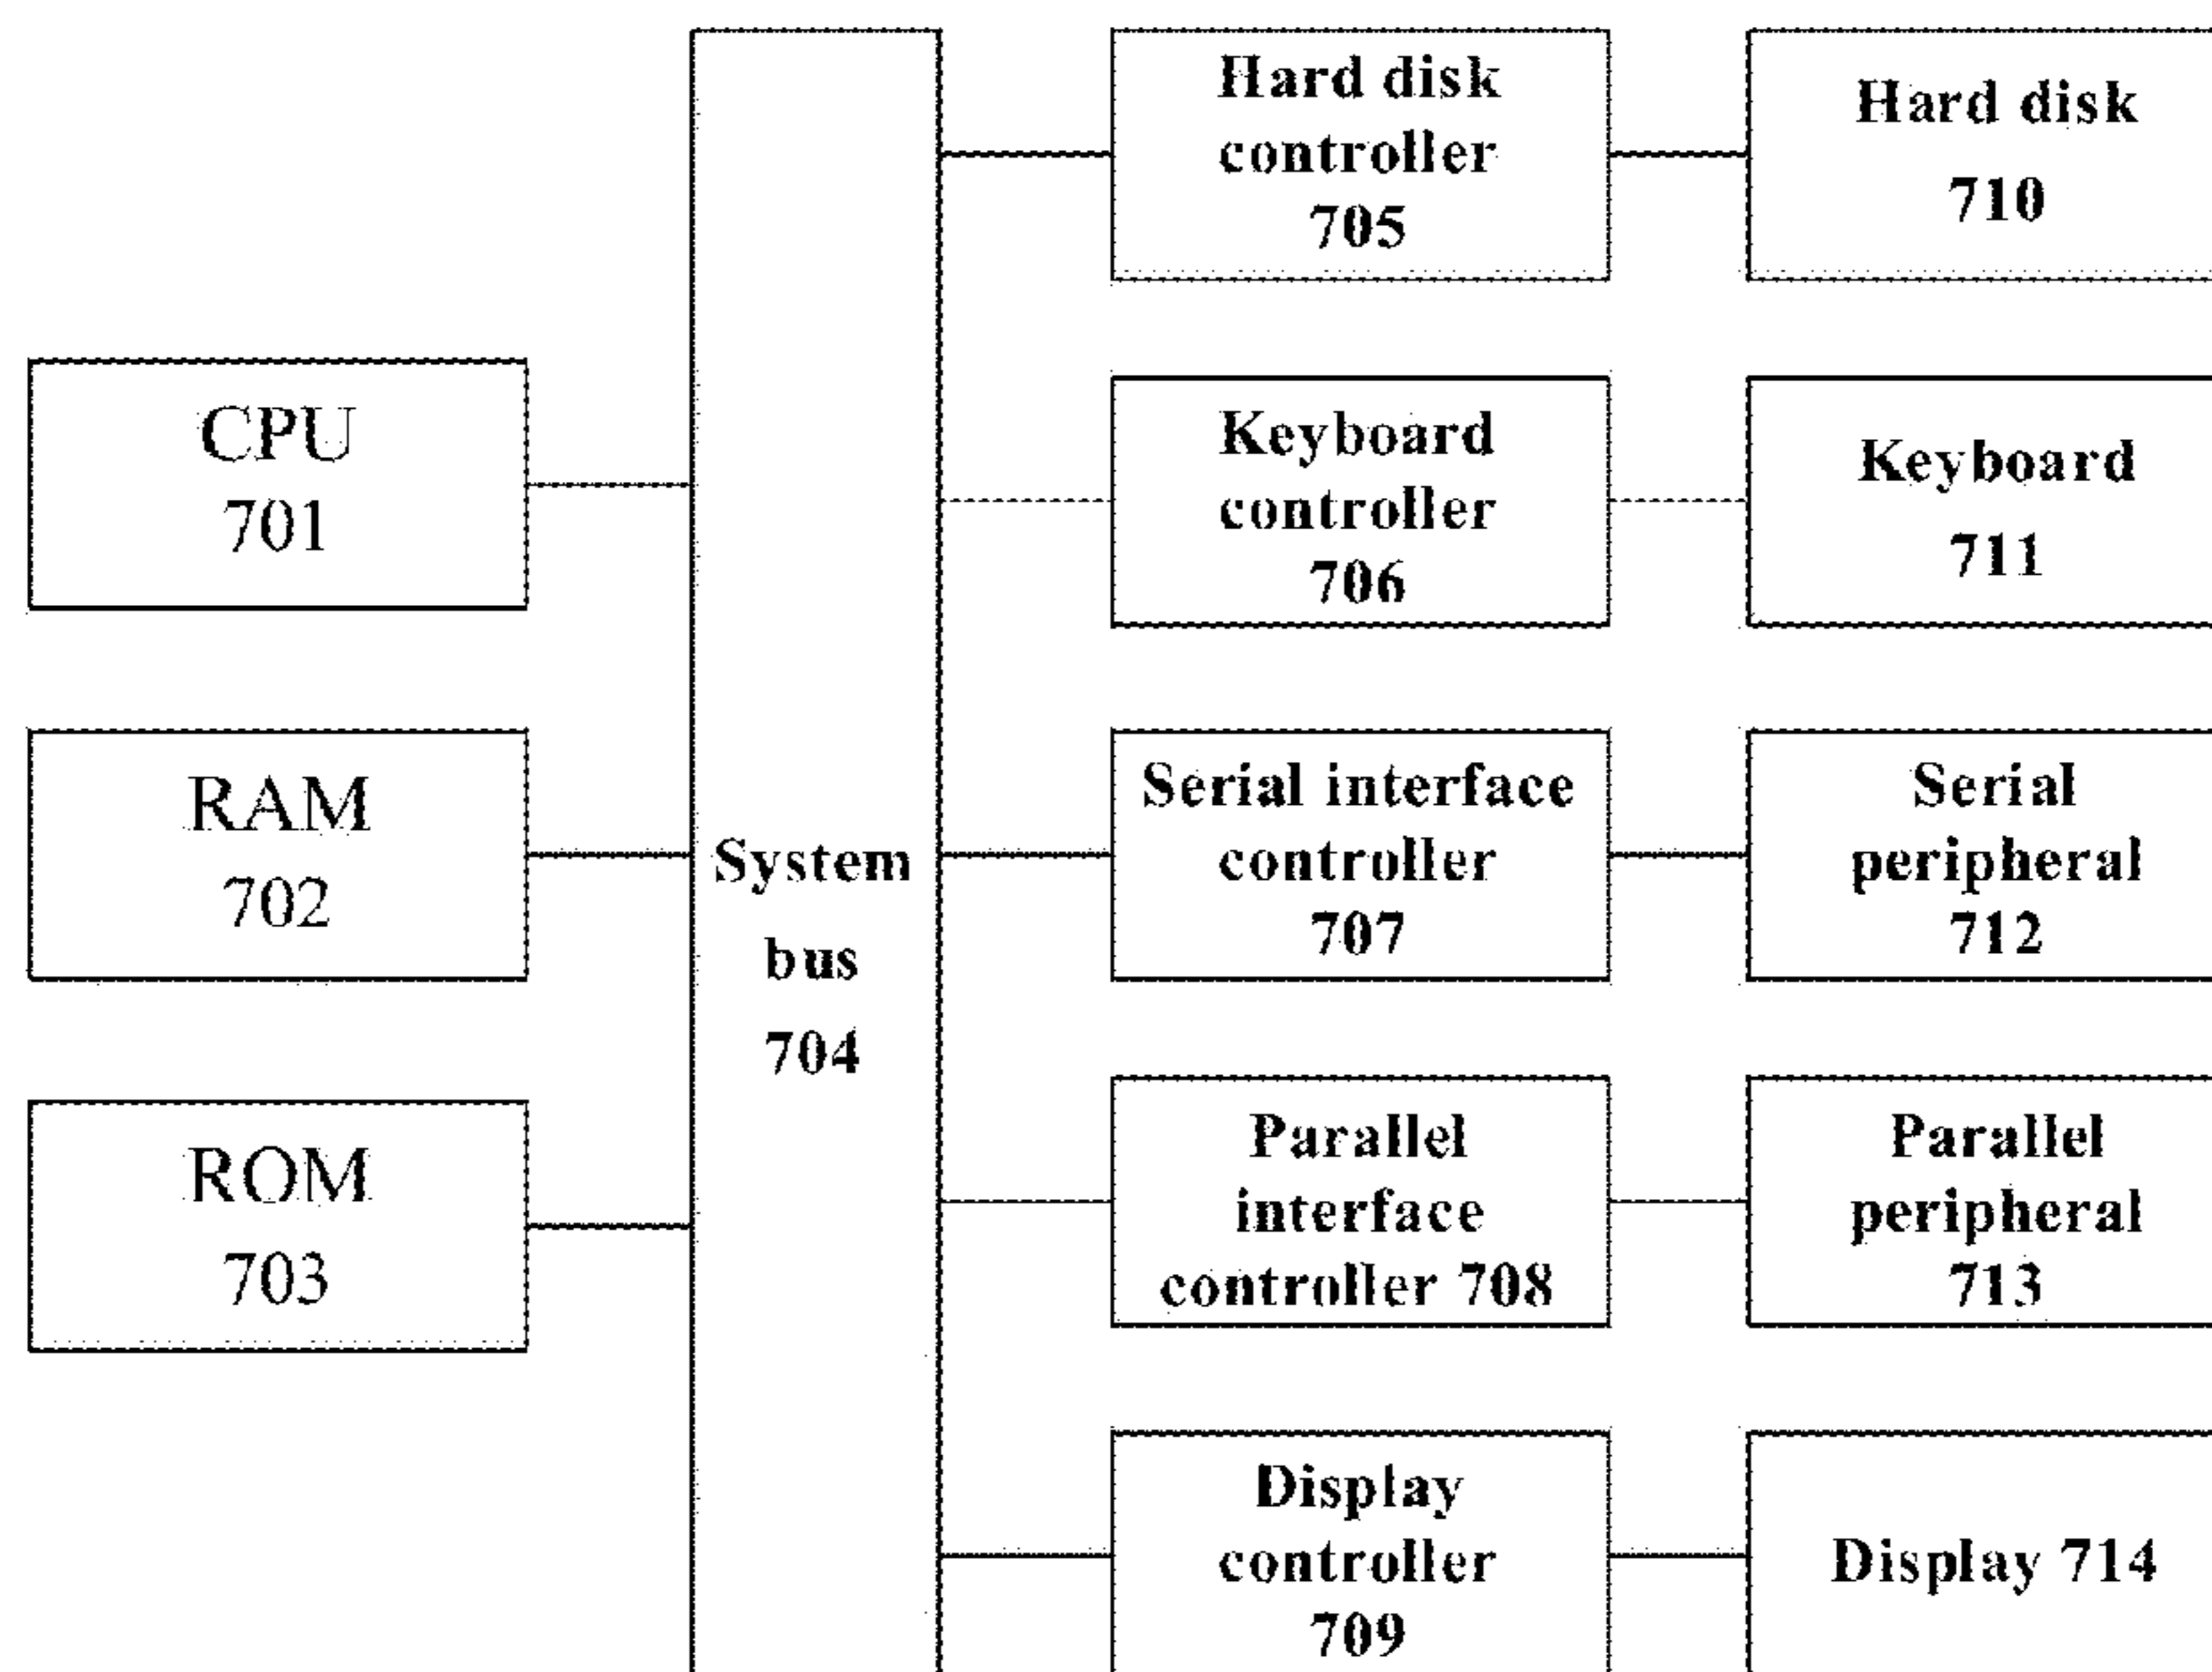 CPU
701
RAM
702
ROM
703
System
bus
704
Hard disk
controller
705
Keyboard
controller
706
Serial interface
controller
707
Parallel
interface
controller 708
Display
controller
709
Hard disk
710
Keyboard
711
Serial
peripheral
712
Parallel
peripheral
713
Display 714